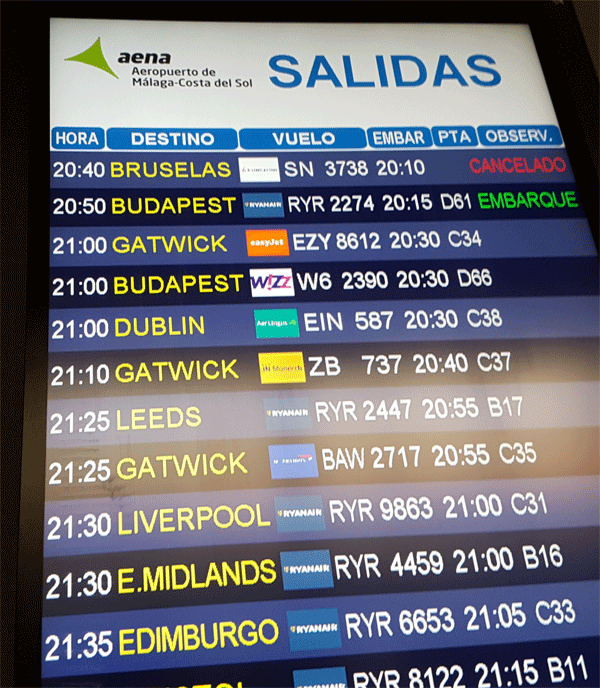 aena
Aeropuerto de
Málaga-Costa del Sol
SALIDAS
HORA DESTINO VUELO EMBAR PTA OBSERV.
20:40 BRUSELAS SN 3738 20:10 CANCELADO
20:50 BUDAPEST RYANAIR RYR 2274 20:15 D61 EMBARQUE
21:00 GATWICK easyJet EZY 8612 20:30 C34
21:00 BUDAPEST WIZZ W6 2390 20:30 D66
21:00 DUBLIN Aer Lingus EIN 587 20:30 C38
21:10 GATWICK Monarch ZB 737 20:40 C37
21:25 LEEDS RYANAIR RYR 2447 20:55 B17
21:25 GATWICK BAW 2717 20:55 C35
21:30 LIVERPOOL RYANAIR RYR 9863 21:00 C31
21:30 E.MIDLANDS RYANAIR RYR 4459 21:00 B16
21:35 EDIMBURGO RYANAIR RYR 6653 21:05 C33
RYANAIR RYR 8122 21:15 B11